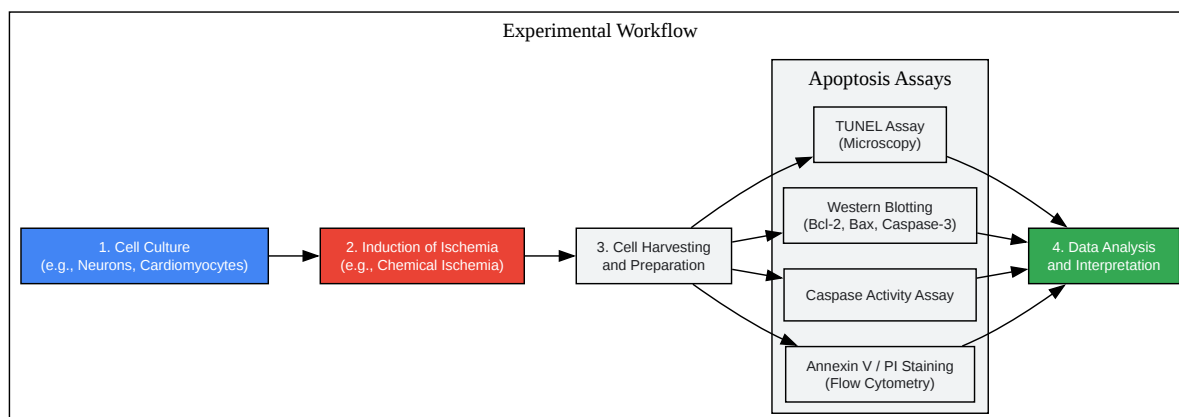 Experimental Workflow
1. Cell Culture
(e.g., Neurons, Cardiomyocytes)
2. Induction of Ischemia
(e.g., Chemical Ischemia)
3. Cell Harvesting
and Preparation
Apoptosis Assays
TUNEL Assay
(Microscopy)
Western Blotting
(Bcl-2, Bax, Caspase-3)
Caspase Activity Assay
Annexin V / PI Staining
(Flow Cytometry)
4. Data Analysis
and Interpretation